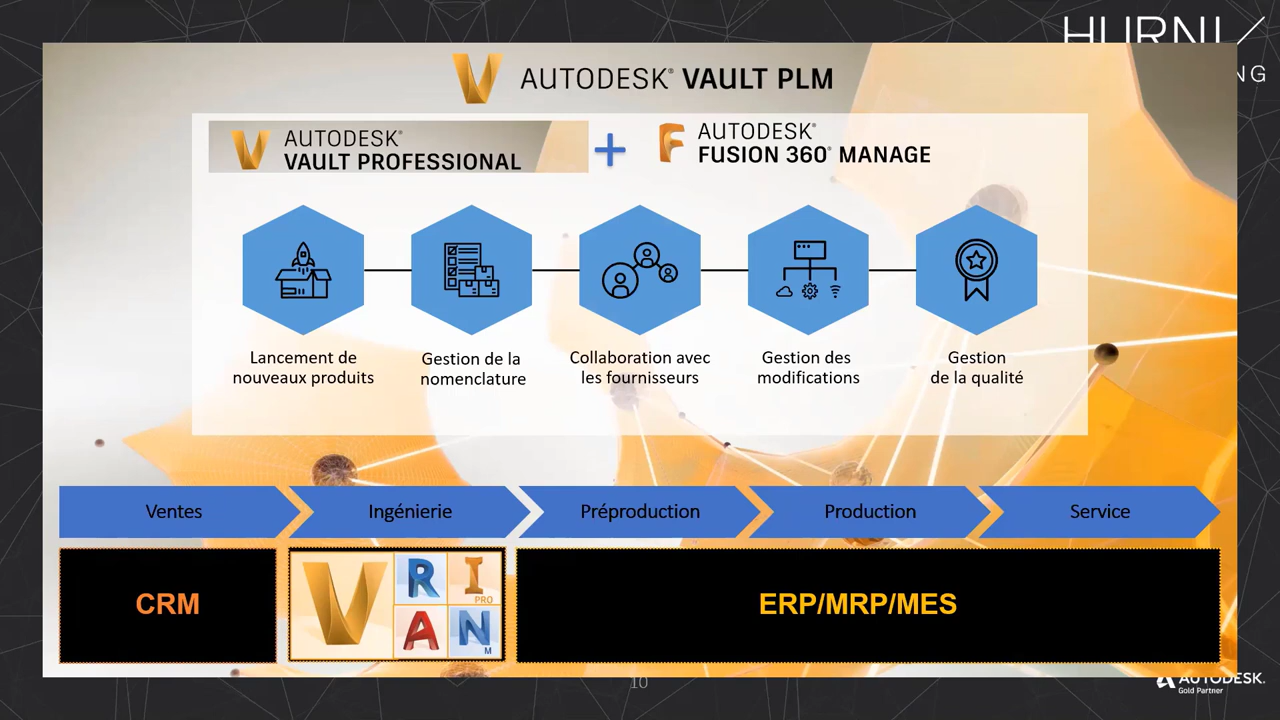 AUTODESK® VAULT PLM
AUTODESK®
VAULT PROFESSIONAL
+
AUTODESK®
FUSION 360® MANAGE
Lancement de
nouveaux produits
Gestion de la
nomenclature
Collaboration avec
les fournisseurs
Gestion des
modifications
Gestion
de la qualité
Ventes
Ingénierie
Préproduction
Production
Service
CRM
V
R
I
PRO
A
N
M
ERP/MRP/MES
10
AUTODESK.
Gold Partner